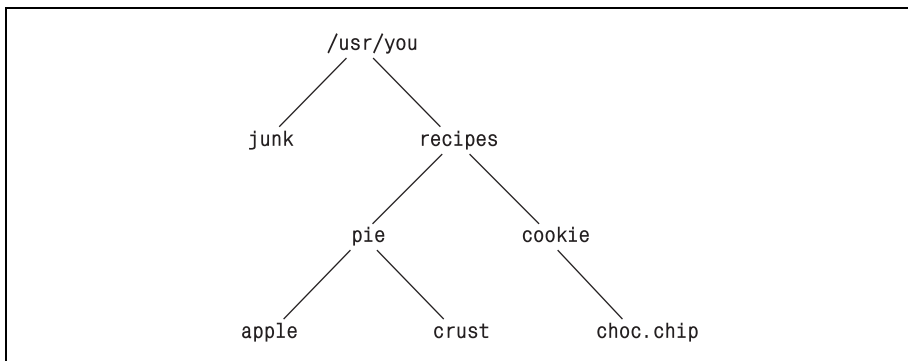 /usr/you
junk recipes
pie cookie
apple crust choc.chip